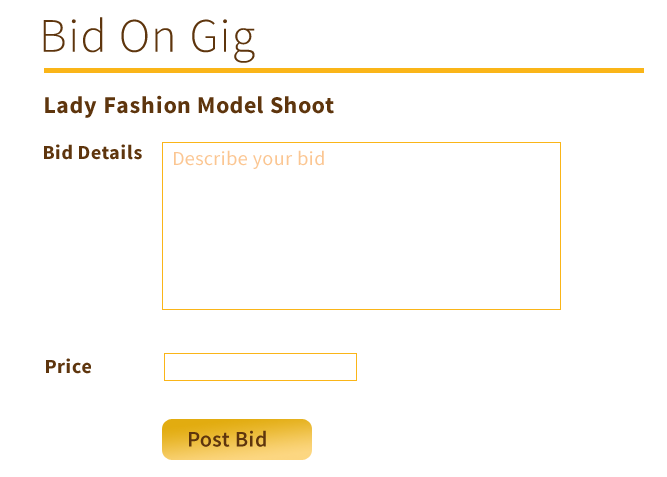 Bid On Gig
Lady Fashion Model Shoot
Bid Details
Describe your bid
Price
Post Bid